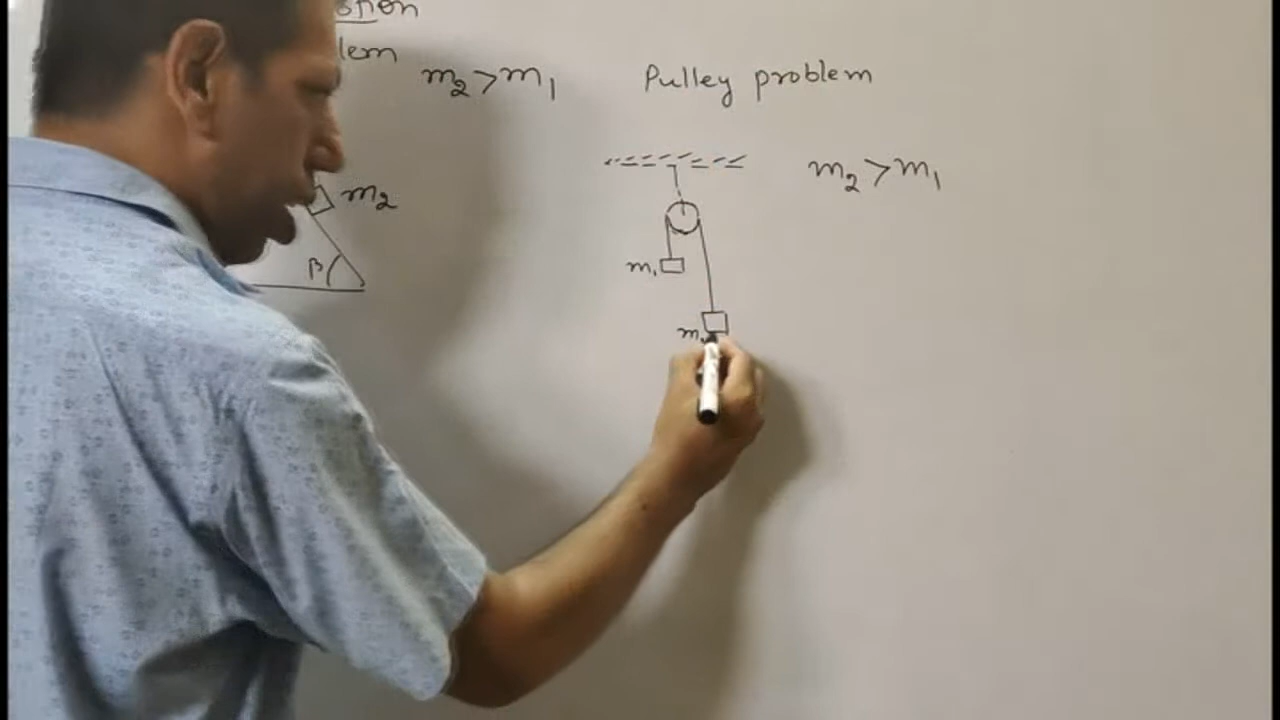 m₂ > m₁
Pulley problem
m₂ > m₁
m₂
β
m₁